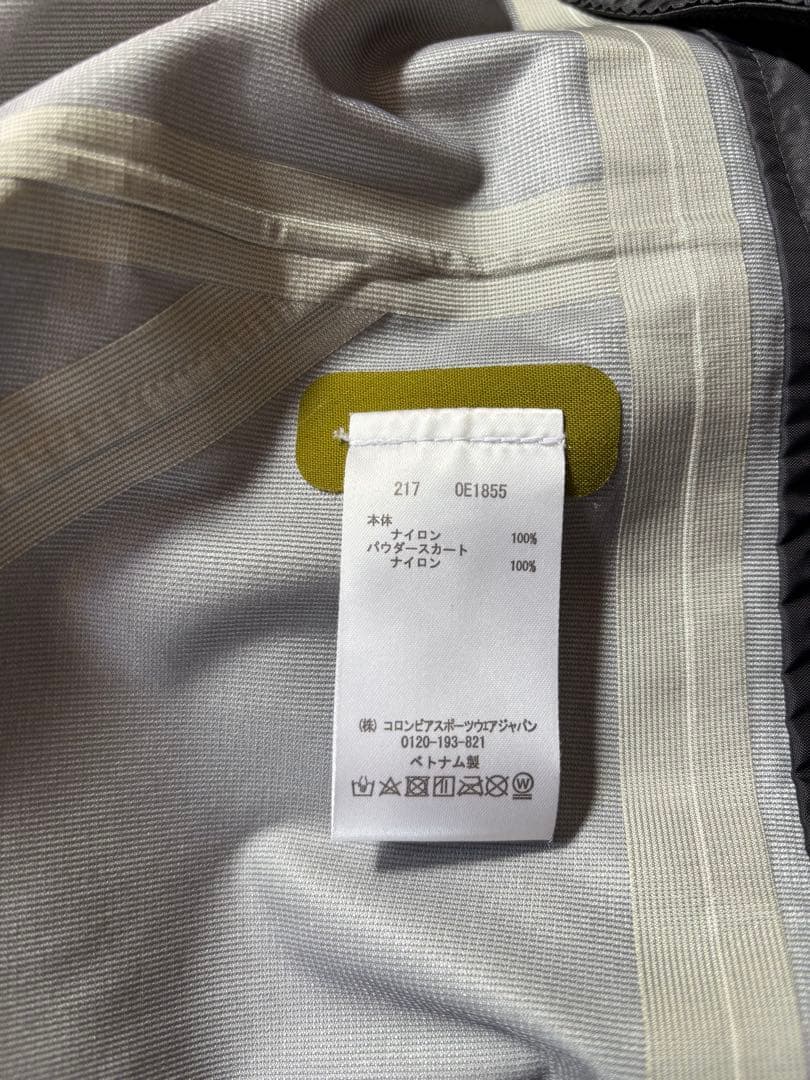 217 OE1855
本体
ナイロン 100%
パウダースカート
ナイロン 100%
(株) コロンビアスポーツウエアジャパン
0120-193-821
ベトナム製
W